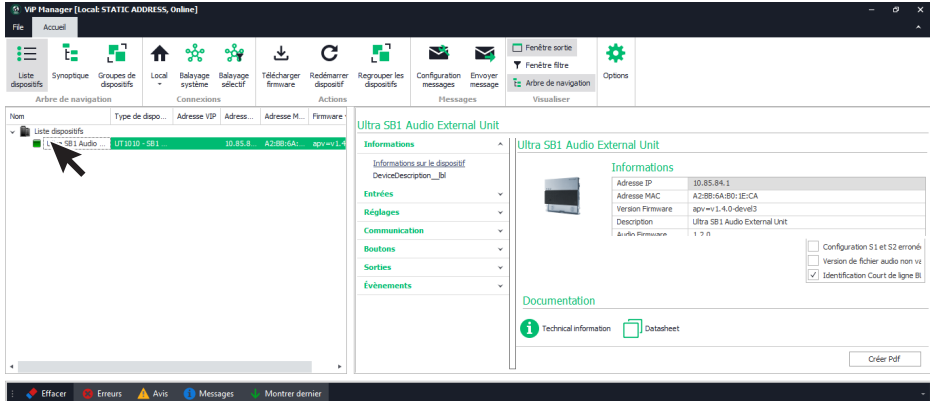 ViP Manager [Local: STATIC ADDRESS, Online]
File Accueil
Liste dispositifs
Synoptique
Groupes de dispositifs
Local
Balayage système
Balayage sélectif
Télécharger firmware
Redémarrer dispositif
Regrouper les dispositifs
Configuration messages
Envoyer message
Fenêtre sortie
Fenêtre filtre
Arbre de navigation
Options
Arbre de navigation Connexions Actions Messages Visualiser
Nom Type de dispo... Adresse VIP Adress... Adresse M... Firmware
Liste dispositifs
SB1 Audio ... UT1010 - SB1 ... 10.85.8... A2:BB:6A:... apv=v1.4
Ultra SB1 Audio External Unit
Informations
Informations sur le dispositif
DeviceDescription__lbl
Entrées
Réglages
Communication
Boutons
Sorties
Évènements
Ultra SB1 Audio External Unit
Informations
Adresse IP 10.85.84.1
Adresse MAC A2:BB:6A:B0:1E:CA
Version Firmware apv=v1.4.0-devel3
Description Ultra SB1 Audio External Unit
Audio Firmware 1.2.0
Configuration S1 et S2 erroné
Version de fichier audio non va
Identification Court de ligne
Documentation
Technical information Datasheet
Créer Pdf
Effacer Erreurs Avis Messages Montrer dernier